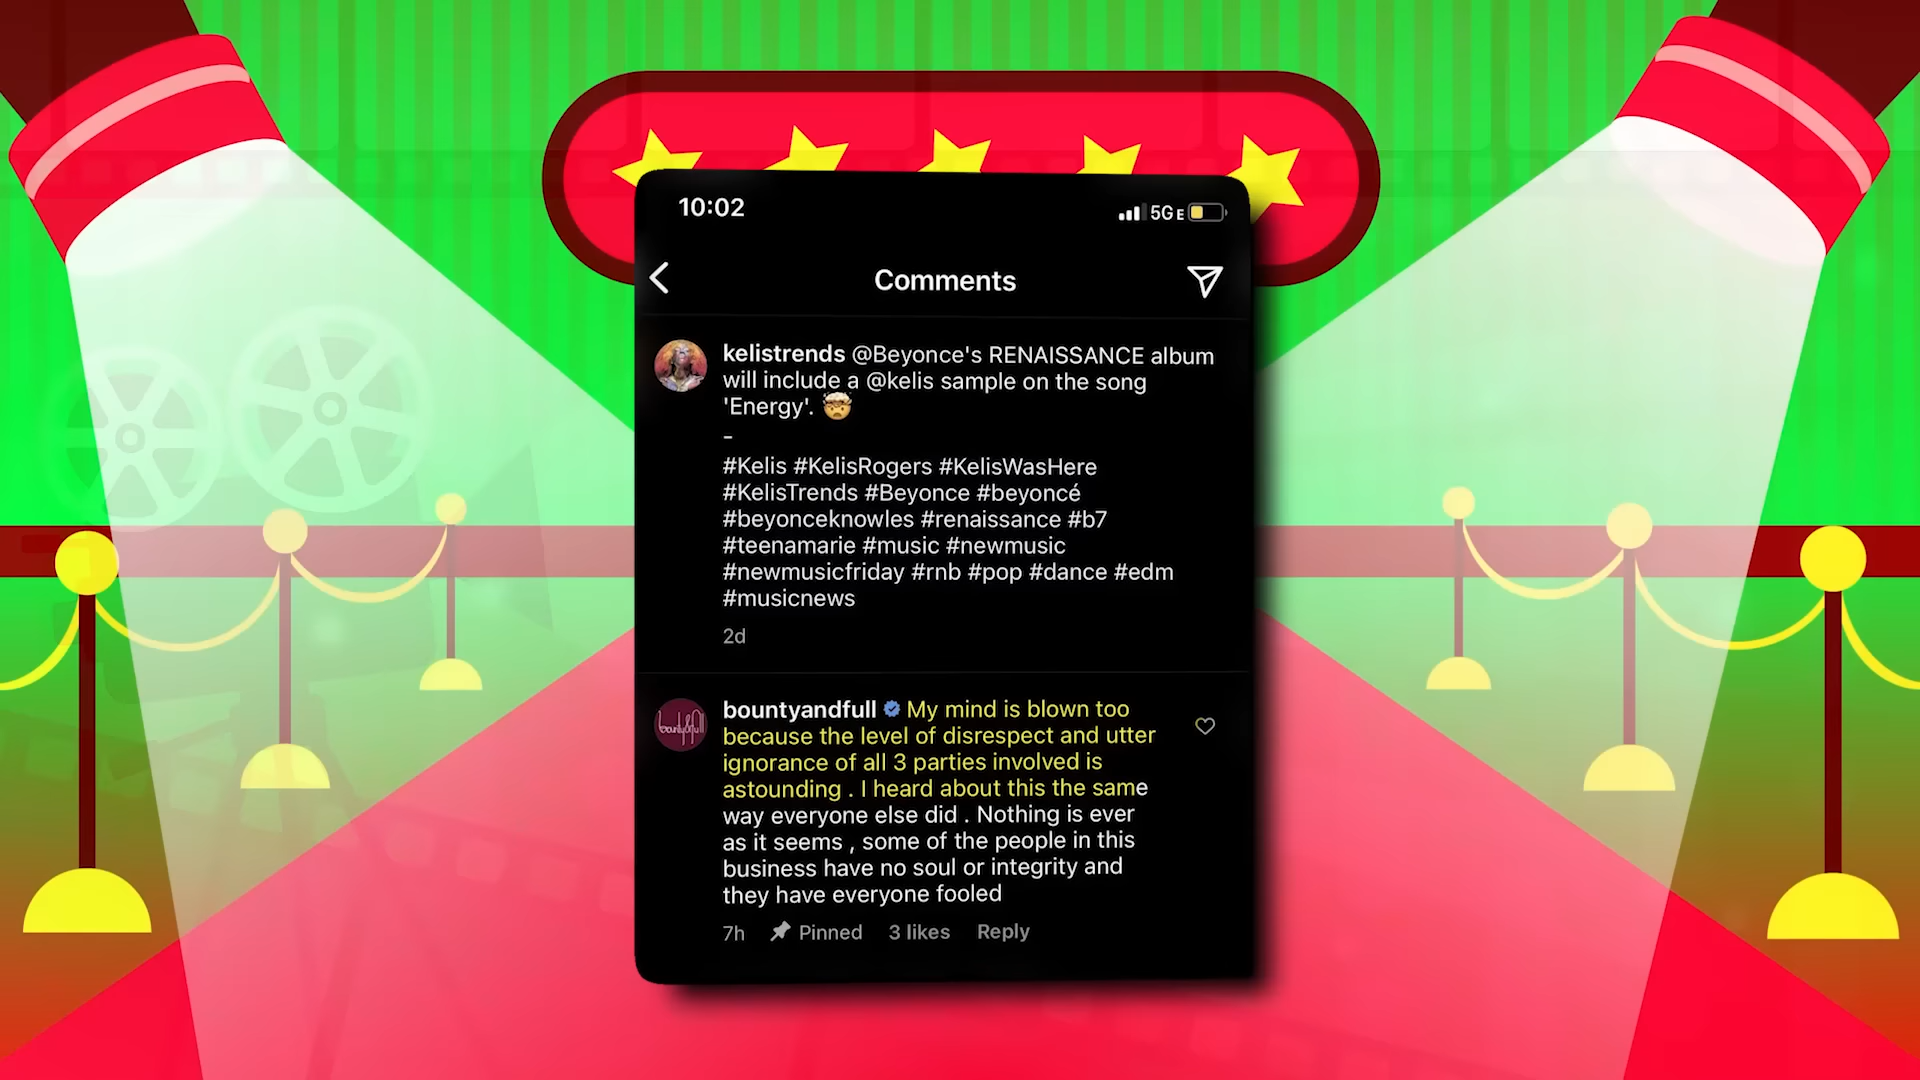 10:02
5GE
Comments
kelistrends @Beyonce's RENAISSANCE album
will include a @kelis sample on the song
'Energy'. 🤯
-
#Kelis #KelisRogers #KelisWasHere
#KelisTrends #Beyonce #beyoncé
#beyonceknowles #renaissance #b7
#teenamarie #music #newmusic
#newmusicfriday #rnb #pop #dance #edm
#musicnews
2d
bounty&full
bountyandfull My mind is blown too
because the level of disrespect and utter
ignorance of all 3 parties involved is
astounding . I heard about this the same
way everyone else did . Nothing is ever
as it seems , some of the people in this
business have no soul or integrity and
they have everyone fooled
7h Pinned 3 likes Reply